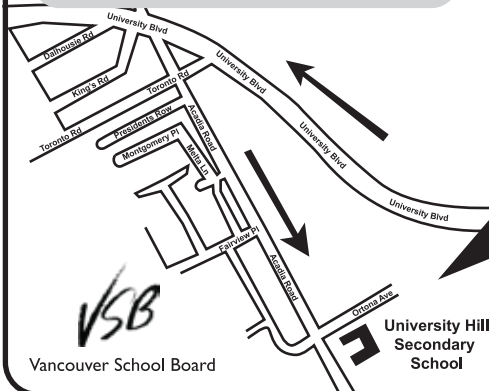 University Blvd
Dalhousie Rd
King's Rd
Toronto Rd
University Blvd
Toronto Rd
Presidents Row
Acadia Road
Montgomery Pl
Melfa Ln
University Blvd
University Blvd
Fairview Pl
Acadia Road
Ortona Ave
VSB
Vancouver School Board
University Hill
Secondary
School